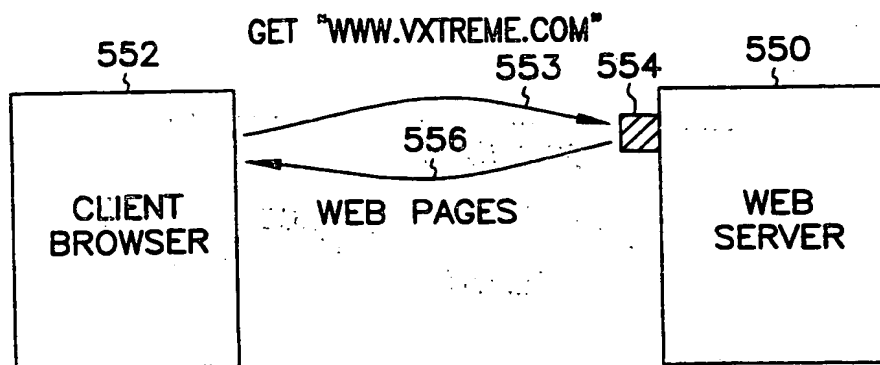 GET "WWW.VXTREME.COM"
552
553
554
550
556
CLIENT
BROWSER
WEB PAGES
WEB
SERVER